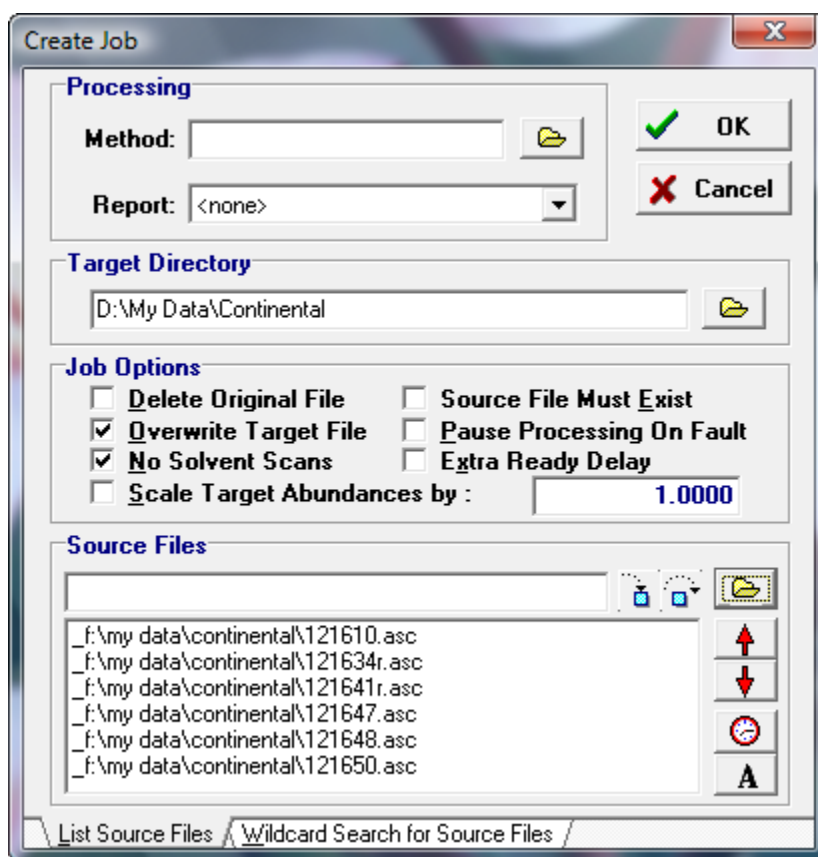 Create Job
Processing
Method:
OK
Report: <none>
Cancel
Target Directory
D:\My Data\Continental
Job Options
Delete Original File
Source File Must Exist
Overwrite Target File
Pause Processing On Fault
No Solvent Scans
Extra Ready Delay
Scale Target Abundances by :
1.0000
Source Files
_f:\my data\continental\121610.asc
_f:\my data\continental\121634r.asc
_f:\my data\continental\121641r.asc
_f:\my data\continental\121647.asc
_f:\my data\continental\121648.asc
_f:\my data\continental\121650.asc
A
List Source Files
Wildcard Search for Source Files